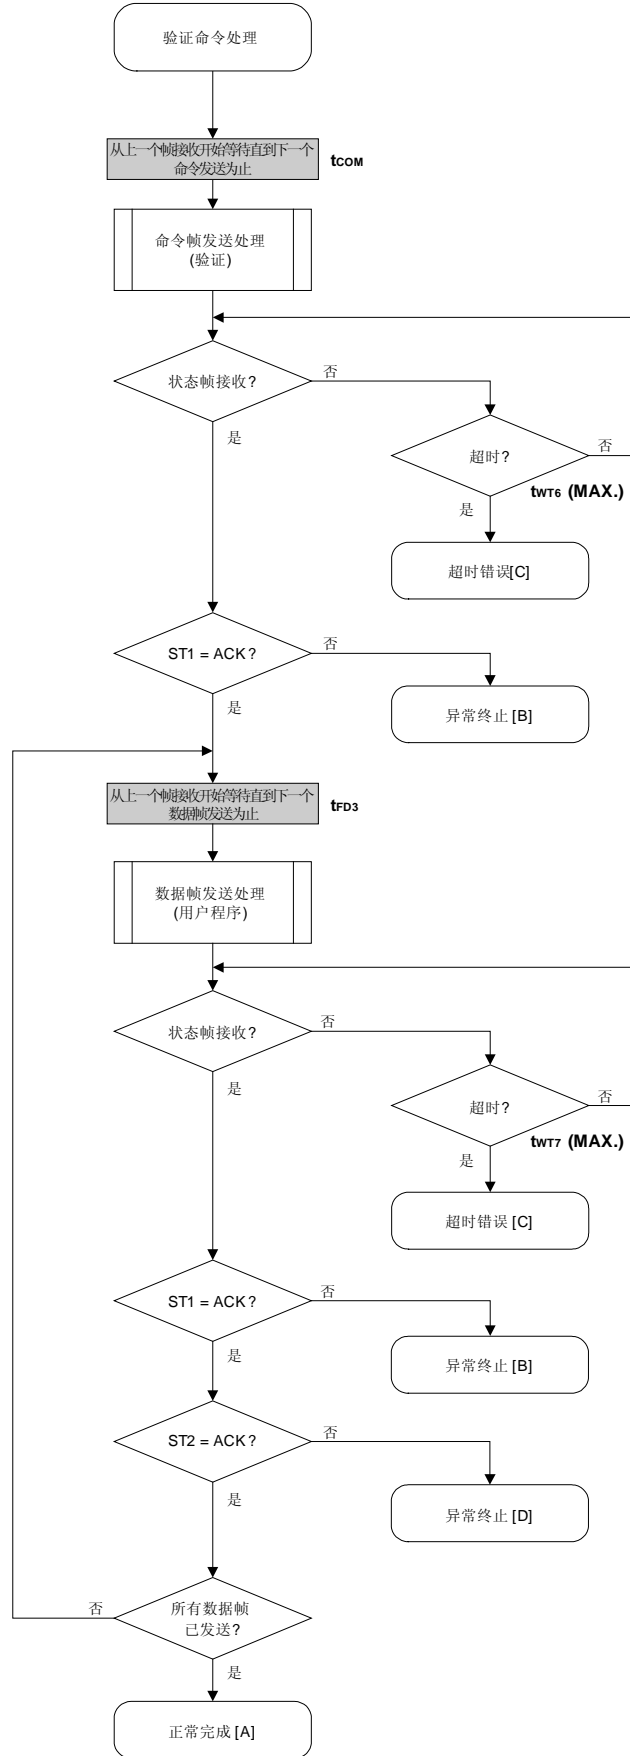 验证命令处理
从上一个帧接收开始等待直到下一个
命令发送为止
tCOM
命令帧发送处理
(验证)
状态帧接收?
否
是
超时?
否
tWT6 (MAX.)
是
超时错误[C]
ST1 = ACK?
否
是
异常终止 [B]
从上一个帧接收开始等待直到下一个
数据帧发送为止
tFD3
数据帧发送处理
(用户程序)
状态帧接收?
否
是
超时?
否
tWT7 (MAX.)
是
超时错误 [C]
ST1 = ACK?
否
是
异常终止 [B]
ST2 = ACK?
否
是
异常终止 [D]
否
所有数据帧
已发送?
是
正常完成 [A]